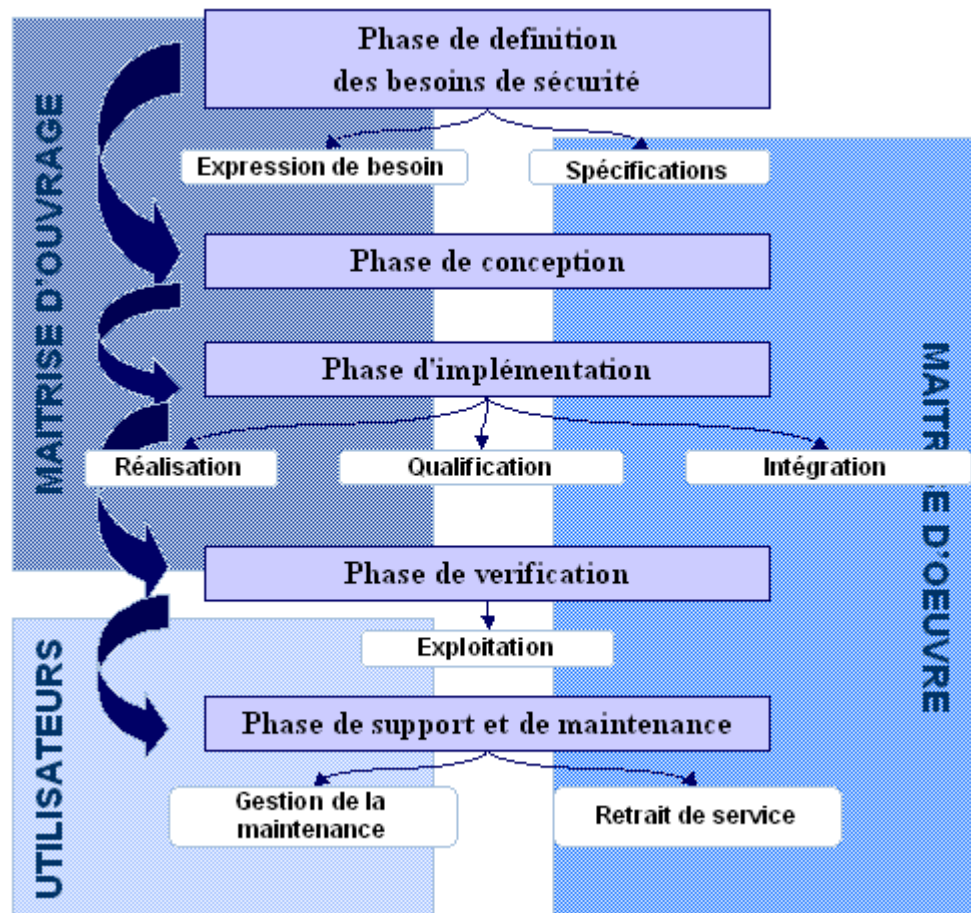 Phase de definition
des besoins de sécurité
Expression de besoin
Spécifications
MAITRISE D'OUVRAGE
Phase de conception
Phase d'implémentation
Réalisation
Qualification
Intégration
MAITRISE D'OEUVRE
Phase de verification
Exploitation
UTILISATEURS
Phase de support et de maintenance
Gestion de la
maintenance
Retrait de service